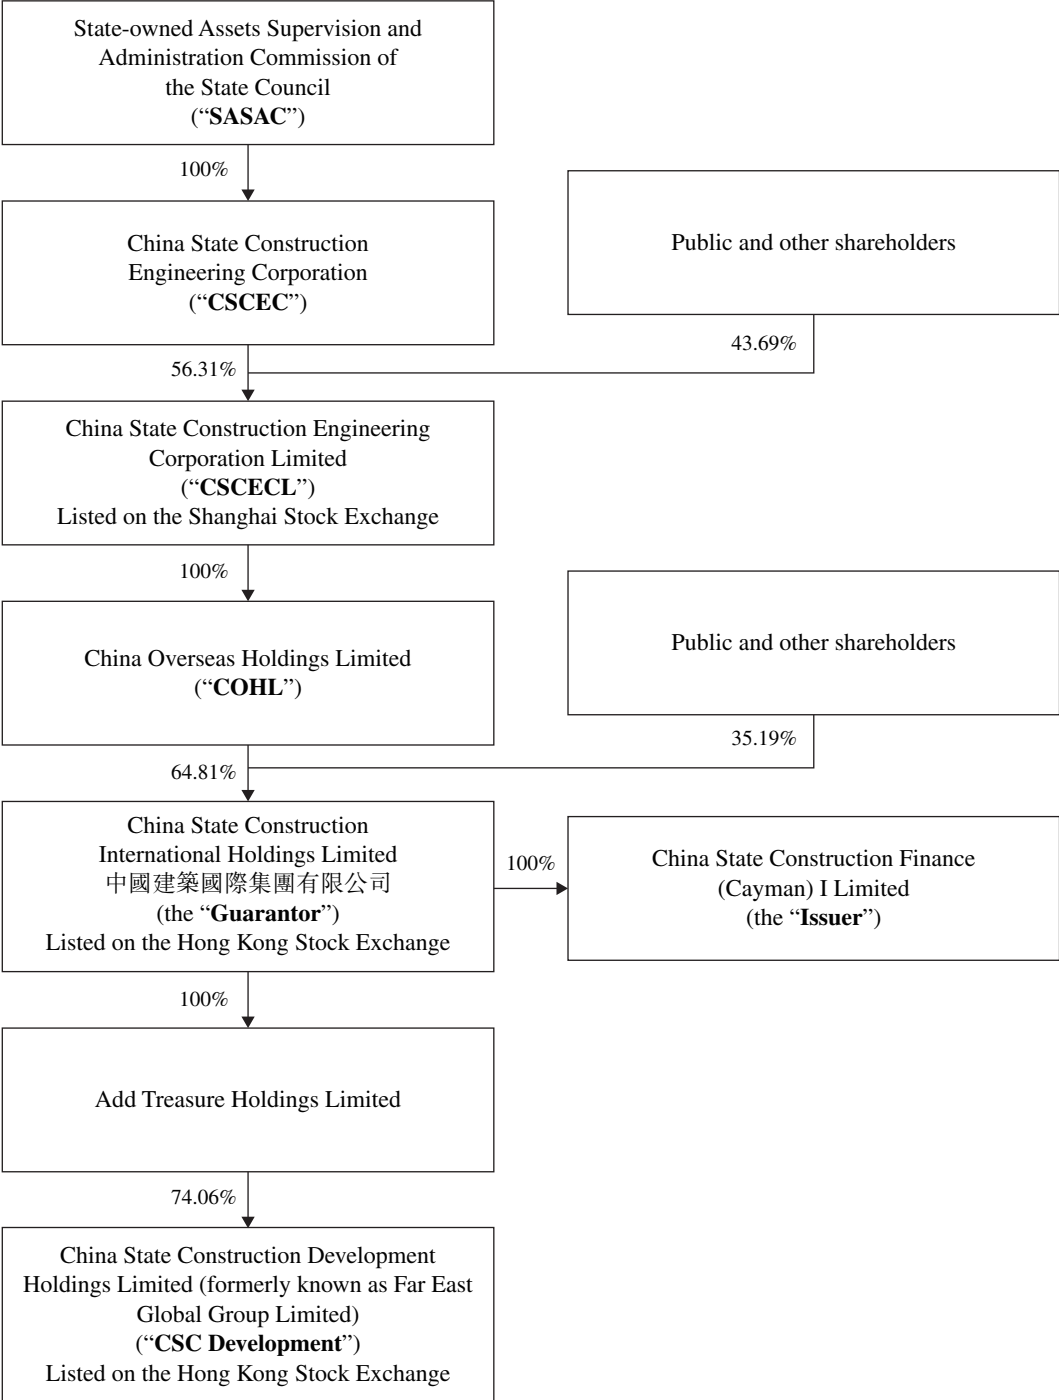 State-owned Assets Supervision and
Administration Commission of
the State Council
(“SASAC”)
100%
China State Construction
Engineering Corporation
(“CSCEC”)
Public and other shareholders
43.69%
56.31%
China State Construction Engineering
Corporation Limited
(“CSCECL”)
Listed on the Shanghai Stock Exchange
100%
China Overseas Holdings Limited
(“COHL”)
Public and other shareholders
35.19%
64.81%
China State Construction
International Holdings Limited
中國建築國際集團有限公司
(the “Guarantor”)
Listed on the Hong Kong Stock Exchange
100%
China State Construction Finance
(Cayman) I Limited
(the “Issuer”)
100%
Add Treasure Holdings Limited
74.06%
China State Construction Development
Holdings Limited (formerly known as Far East
Global Group Limited)
(“CSC Development”)
Listed on the Hong Kong Stock Exchange